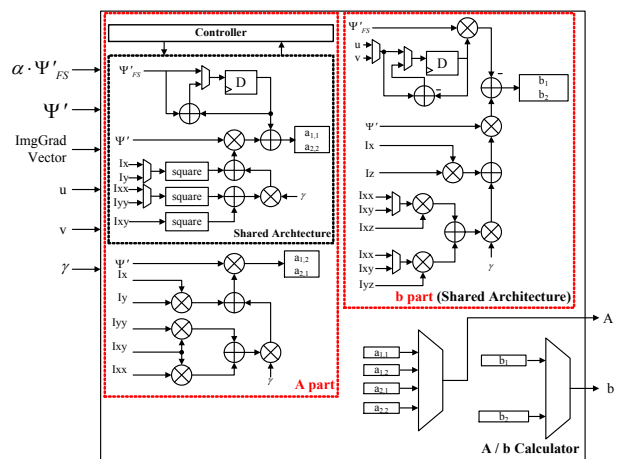 α · Ψ'FS
Ψ'
ImgGrad
Vector
u
v
γ
Controller
Ψ'FS
D
Ψ'
a1,1
a2,2
Ix
Iy
square
Ixx
Iyy
square
γ
Ixy
square
Shared Archtecture
Ψ'
a1,2
a2,1
Ix
Iy
Iyy
Ixy
Ixx
γ
A part
Ψ'FS
u
v
D
-
-
b1
b2
Ψ'
Ix
Iz
Ixx
Ixy
Ixz
Ixx
Ixy
Iyz
γ
b part (Shared Architecture)
a1,1
a1,2
a2,1
a2,2
b1
b2
A
b
A / b Calculator